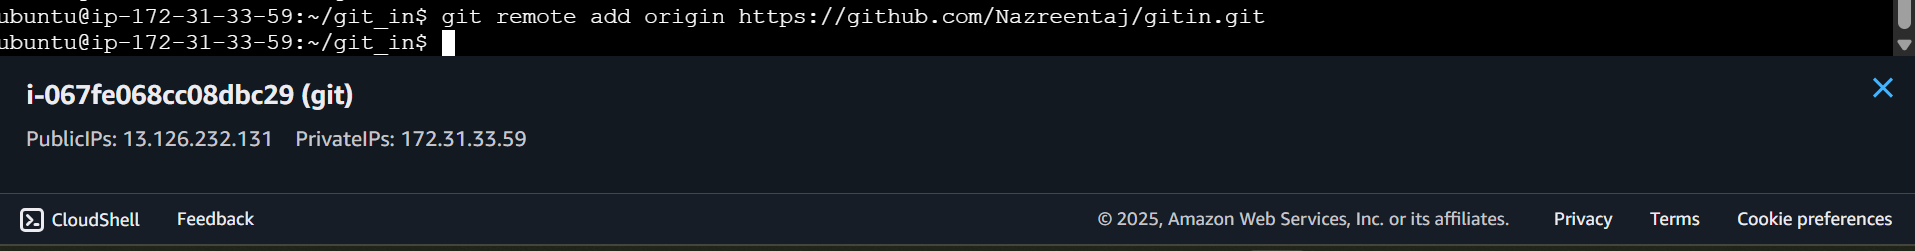 ubuntu@ip-172-31-33-59:~/git_in$ git remote add origin https://github.com/Nazreentaj/gitin.git
ubuntu@ip-172-31-33-59:~/git_in$
i-067fe068cc08dbc29 (git)
PublicIPs: 13.126.232.131 PrivateIPs: 172.31.33.59
CloudShell Feedback © 2025, Amazon Web Services, Inc. or its affiliates. Privacy Terms Cookie preferences